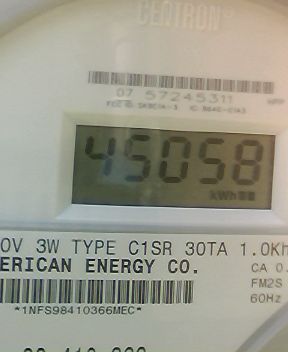 CENTRON®
07 57245311
45058
kWh
0V 3W TYPE C1SR 30TA 1.0Kh
ERICAN ENERGY CO.
CA 0.
FM2S
*1NFS98410366MEC*
60Hz